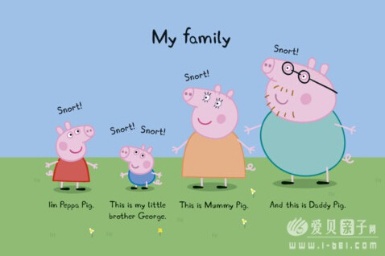 My family
Snort!
Snort!
Snort! Snort!
Snort!
Iim Peppa Pig.
This is my little
brother George.
This is Mummy Pig.
And this is Daddy Pig.
爱贝亲子网
www.i-bei.com